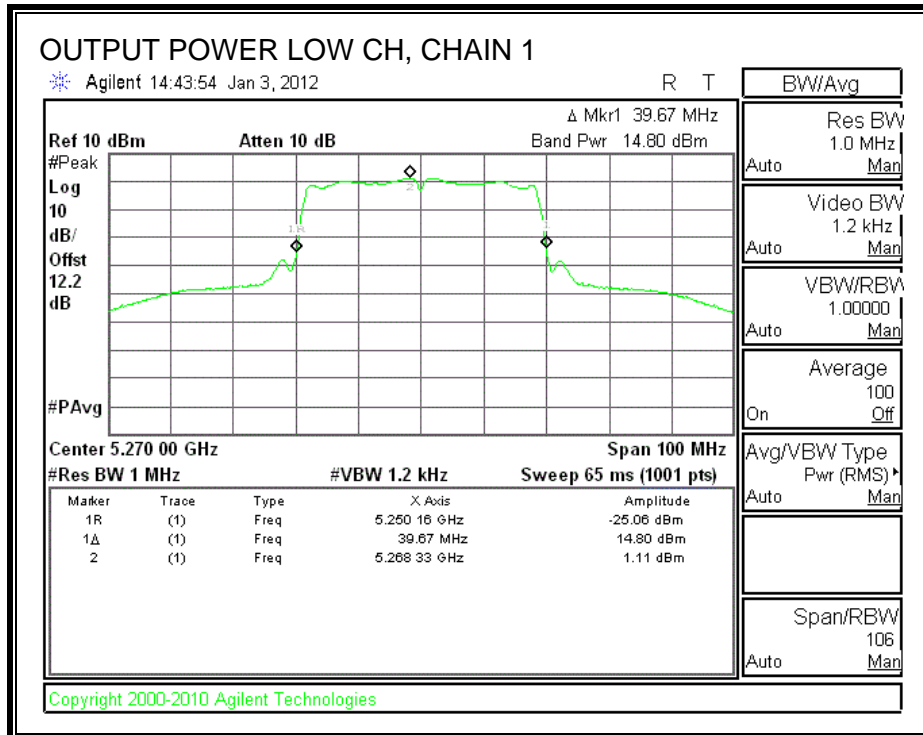 OUTPUT POWER LOW CH, CHAIN 1
Agilent 14:43:54 Jan 3, 2012 R T
Δ Mkr1 39.67 MHz
Ref 10 dBm Atten 10 dB Band Pwr 14.80 dBm
#Peak
Log
10
dB/
Offst
12.2
dB
#PAvg
1R
2
1
Center 5.270 00 GHz Span 100 MHz
#Res BW 1 MHz #VBW 1.2 kHz Sweep 65 ms (1001 pts)
Marker Trace Type X Axis Amplitude
1R (1) Freq 5.250 16 GHz -25.06 dBm
1Δ (1) Freq 39.67 MHz 14.80 dBm
2 (1) Freq 5.268 33 GHz 1.11 dBm
BW/Avg
Res BW
1.0 MHz
Auto Man
Video BW
1.2 kHz
Auto Man
VBW/RBW
1.00000
Auto Man
Average
100
On Off
Avg/VBW Type
Pwr (RMS)
Auto Man
Span/RBW
106
Auto Man
Copyright 2000-2010 Agilent Technologies